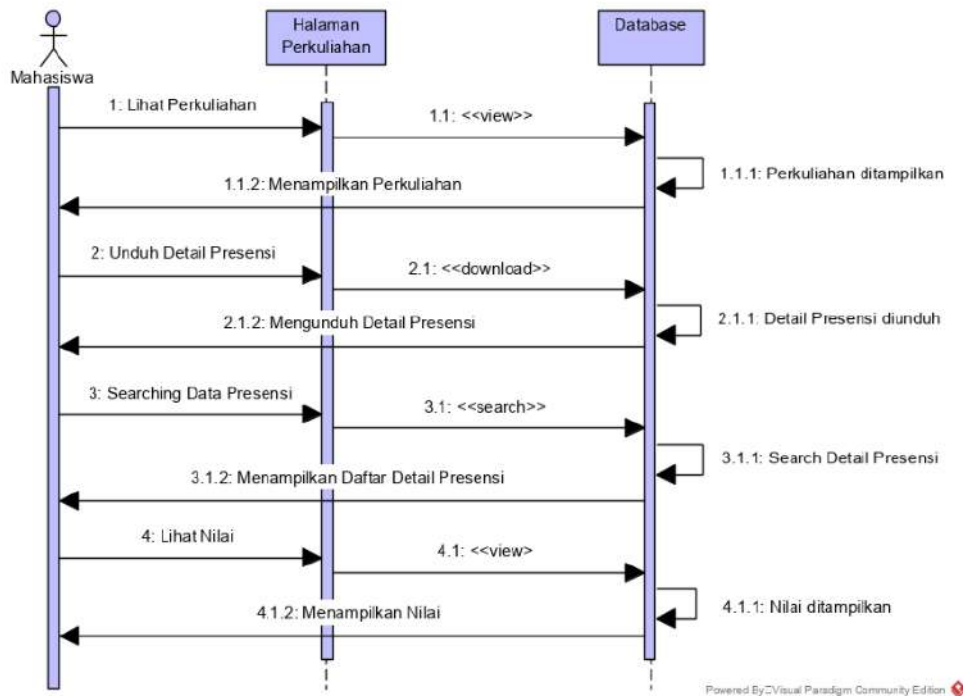 Halaman
Perkuliahan
Database
Mahasiswa
1: Lihat Perkuliahan
1.1: <<view>>
1.1.1: Perkuliahan ditampilkan
1.1.2: Menampilkan Perkuliahan
2: Unduh Detail Presensi
2.1: <<download>>
2.1.1: Detail Presensi diunduh
2.1.2: Mengunduh Detail Presensi
3: Searching Data Presensi
3.1: <<search>>
3.1.1: Search Detail Presensi
3.1.2: Menampilkan Daftar Detail Presensi
4: Lihat Nilai
4.1: <<view>
4.1.1: Nilai ditampilkan
4.1.2: Menampilkan Nilai
Powered By Visual Paradigm Community Edition